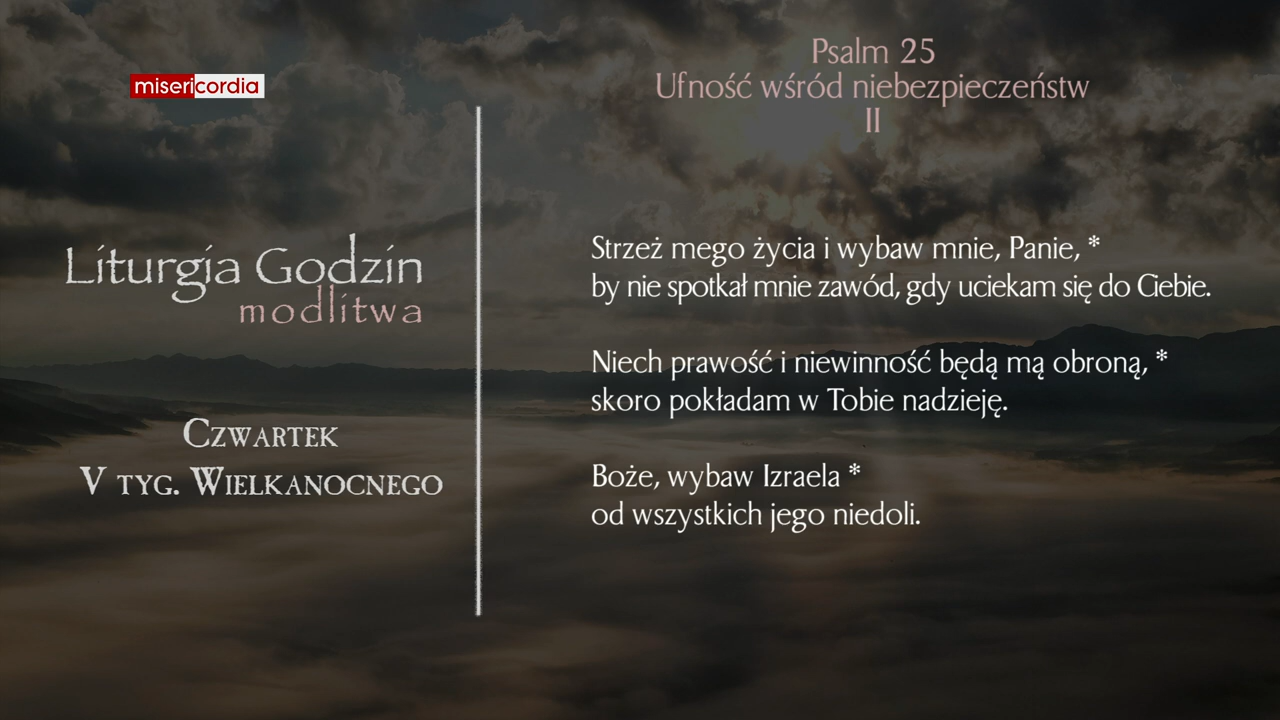 misericordia
Liturgia Godzin
modlitwa
Czwartek
V tyg. Wielkanocnego
Psalm 25
Ufność wśród niebezpieczeństw
II
Strzeż mego życia i wybaw mnie, Panie, *
by nie spotkał mnie zawód, gdy uciekam się do Ciebie.
Niech prawość i niewinność będą mą obroną, *
skoro pokładam w Tobie nadzieję.
Boże, wybaw Izraela *
od wszystkich jego niedoli.